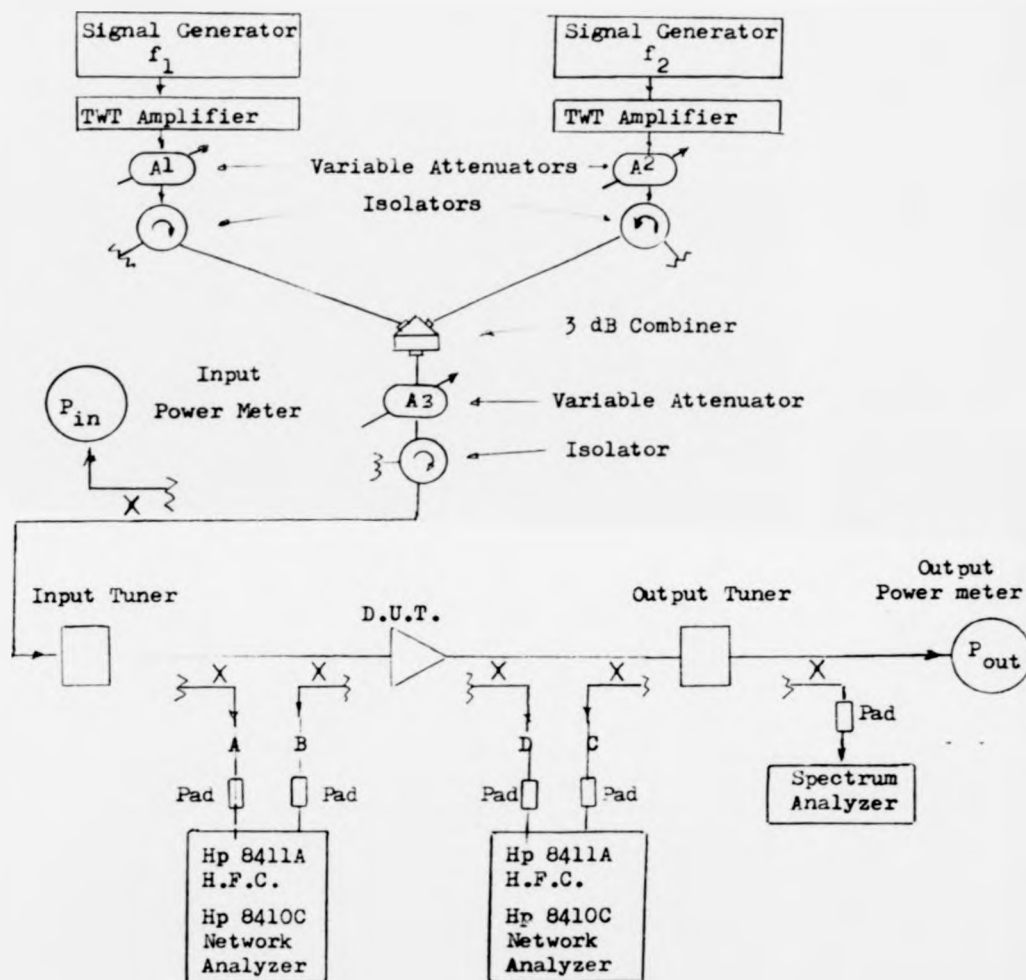 Signal Generator
f1
Signal Generator
f2
TWT Amplifier
TWT Amplifier
A1
Variable Attenuators
A2
Isolators
3 dB Combiner
Input
Power Meter
Pin
A3
Variable Attenuator
Isolator
X
Input Tuner
D.U.T.
Output Tuner
Output
Power meter
X
X
X
X
X
Pout
A
B
D
C
Pad
Pad
Pad
Pad
Pad
Spectrum
Analyzer
Hp 8411A
H.F.C.
Hp 8410C
Network
Analyzer
Hp 8411A
H.F.C.
Hp 8410C
Network
Analyzer